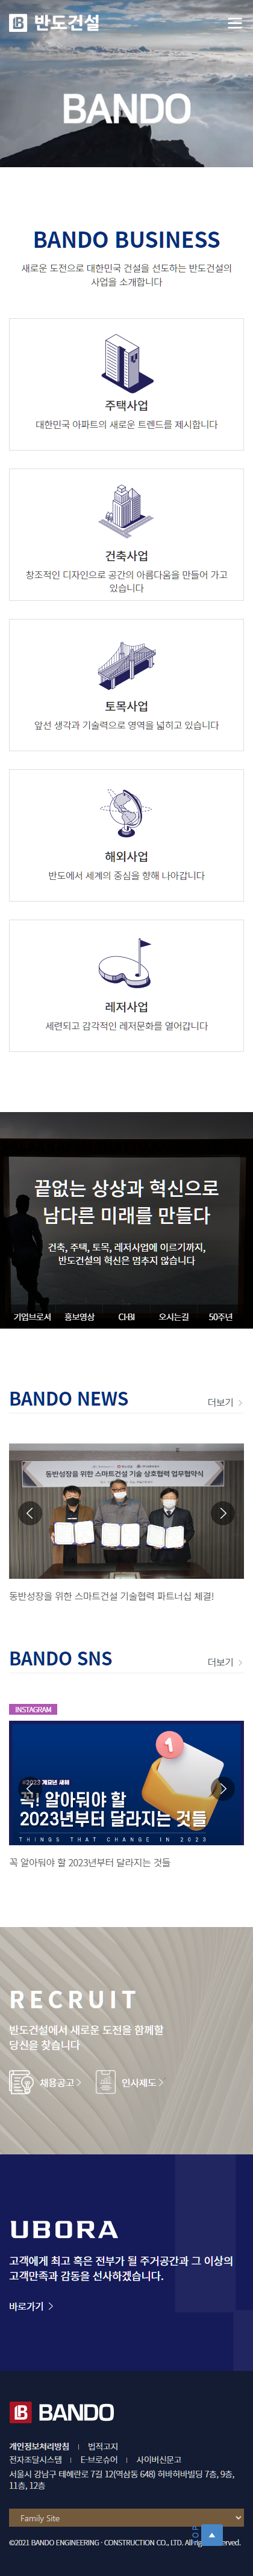 반도건설
BANDO
BANDO BUSINESS
새로운 도전으로 대한민국 건설을 선도하는 반도건설의
사업을 소개합니다
주택사업
대한민국 아파트의 새로운 트렌드를 제시합니다
건축사업
창조적인 디자인으로 공간의 아름다움을 만들어 가고
있습니다
토목사업
앞선 생각과 기술력으로 영역을 넓히고 있습니다
해외사업
반도에서 세계의 중심을 향해 나아갑니다
레저사업
세련되고 감각적인 레저문화를 열어갑니다
끝없는 상상과 혁신으로
남다른 미래를 만들다
건축, 주택, 토목, 레저사업에 이르기까지,
반도건설의 혁신은 멈추지 않습니다
기업브로셔 홍보영상 CI·BI 오시는길 50주년
BANDO NEWS
더보기
동반성장을 위한 스마트건설 기술 상호협력 업무협약식
동반성장을 위한 스마트건설 기술협력 파트너십 체결!
BANDO SNS
더보기
INSTAGRAM
#2023 계묘년 새해
꼭! 알아둬야 할
2023년부터 달라지는 것들
THINGS THAT CHANGE IN 2023
꼭 알아둬야 할 2023년부터 달라지는 것들
RECRUIT
반도건설에서 새로운 도전을 함께할
당신을 찾습니다
채용공고 인사제도
UBORA
고객에게 최고 혹은 전부가 될 주거공간과 그 이상의
고객만족과 감동을 선사하겠습니다.
바로가기
BANDO
개인정보처리방침 법적고지
전자조달시스템 E-브로슈어 사이버신문고
서울시 강남구 테헤란로 7길 12(역삼동 648) 허바허바빌딩 7층, 9층,
11층, 12층
Family Site
©2021 BANDO ENGINEERING · CONSTRUCTION CO., LTD. All rights reserved.